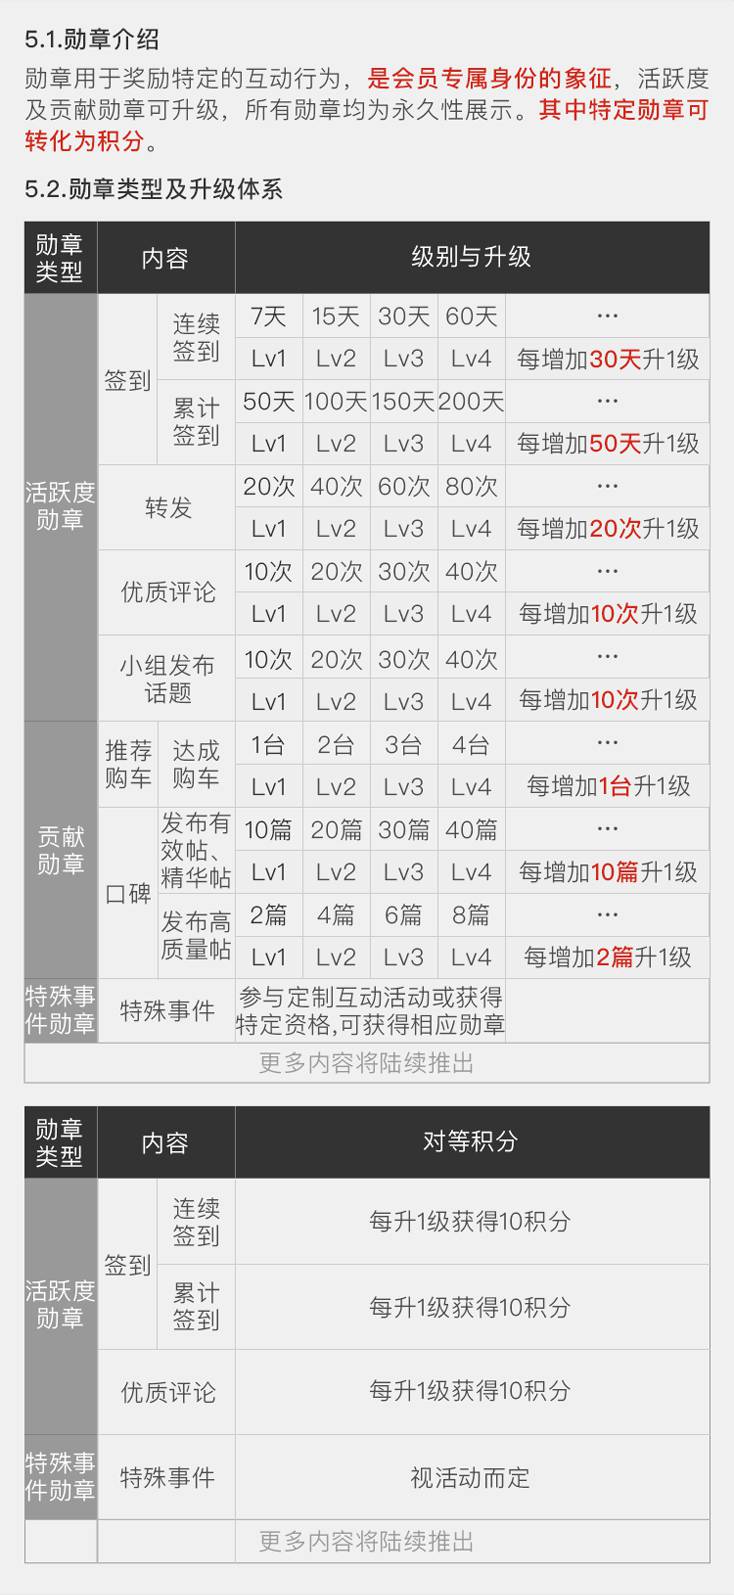 5.1.勋章介绍
勋章用于奖励特定的互动行为，是会员专属身份的象征，活跃度
及贡献勋章可升级，所有勋章均为永久性展示。其中特定勋章可
转化为积分。
5.2.勋章类型及升级体系
勋章
类型
内容
级别与升级
活跃度
勋章
签到
连续
签到
7天 15天 30天 60天 …
Lv1 Lv2 Lv3 Lv4 每增加30天升1级
累计
签到
50天 100天 150天 200天 …
Lv1 Lv2 Lv3 Lv4 每增加50天升1级
转发
20次 40次 60次 80次 …
Lv1 Lv2 Lv3 Lv4 每增加20次升1级
优质评论
10次 20次 30次 40次 …
Lv1 Lv2 Lv3 Lv4 每增加10次升1级
小组发布
话题
10次 20次 30次 40次 …
Lv1 Lv2 Lv3 Lv4 每增加10次升1级
贡献
勋章
推荐
购车
达成
购车
1台 2台 3台 4台 …
Lv1 Lv2 Lv3 Lv4 每增加1台升1级
口碑
发布有
效帖、
精华帖
10篇 20篇 30篇 40篇 …
Lv1 Lv2 Lv3 Lv4 每增加10篇升1级
发布高
质量帖
2篇 4篇 6篇 8篇 …
Lv1 Lv2 Lv3 Lv4 每增加2篇升1级
特殊事
件勋章
特殊事件
参与定制互动活动或获得
特定资格,可获得相应勋章
更多内容将陆续推出
勋章
类型
内容
对等积分
活跃度
勋章
签到
连续
签到
每升1级获得10积分
累计
签到
每升1级获得10积分
优质评论
每升1级获得10积分
特殊事
件勋章
特殊事件
视活动而定
更多内容将陆续推出